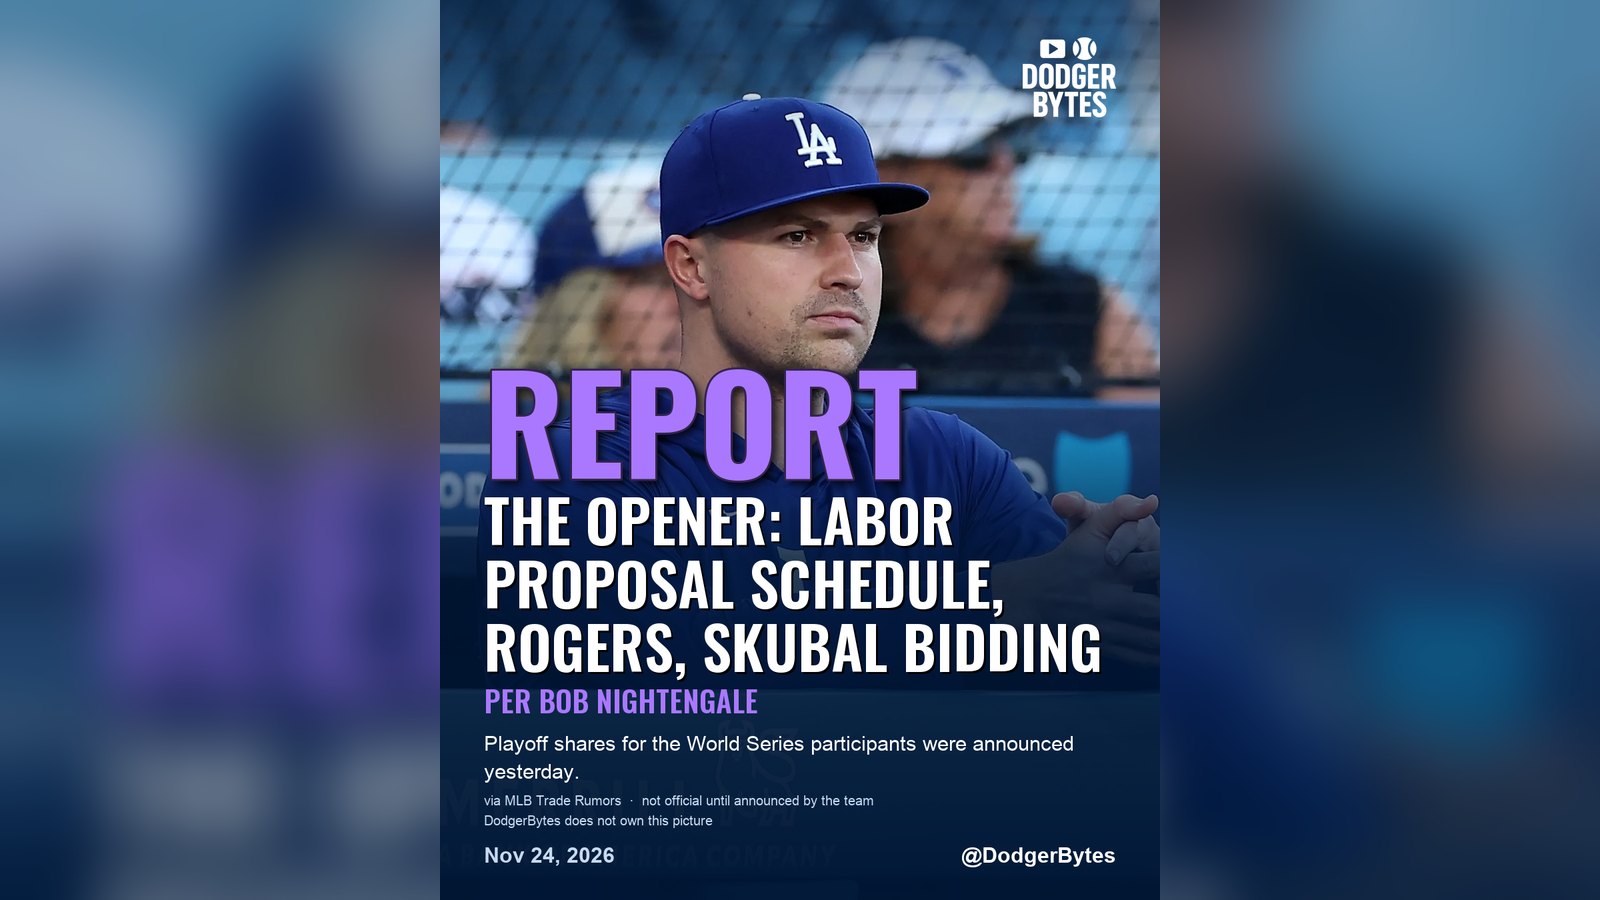 LA
DODGER
BYTES
REPORT
THE OPENER: LABOR
PROPOSAL SCHEDULE,
ROGERS, SKUBAL BIDDING
PER BOB NIGHTENGALE
Playoff shares for the World Series participants were announced
yesterday.
via MLB Trade Rumors · not official until announced by the team
DodgerBytes does not own this picture
Nov 24, 2026
@DodgerBytes